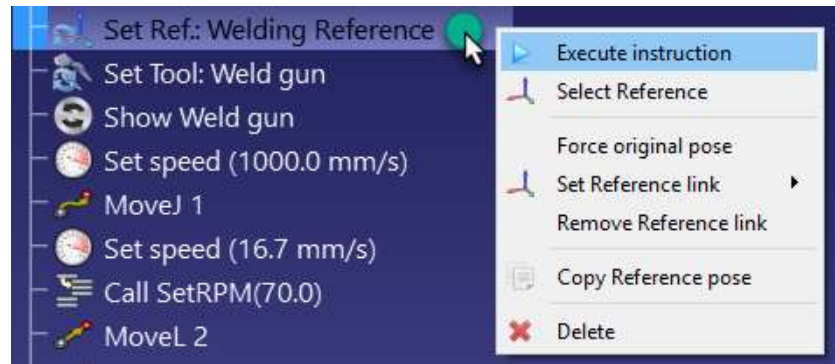 Set Ref.: Welding Reference
Set Tool: Weld gun
Show Weld gun
Set speed (1000.0 mm/s)
MoveJ 1
Set speed (16.7 mm/s)
Call SetRPM(70.0)
MoveL 2
Execute instruction
Select Reference
Force original pose
Set Reference link
Remove Reference link
Copy Reference pose
Delete